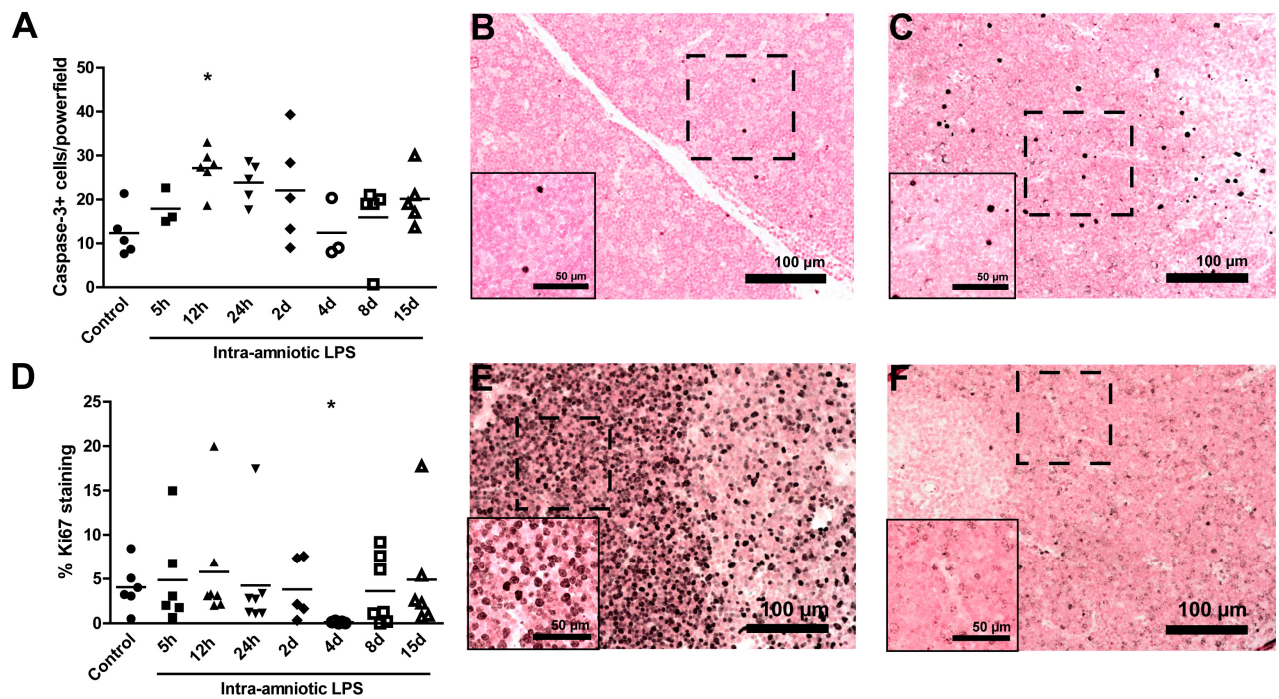 A
Caspase-3+ cells/powerfield
50
40
30
20
10
0
*
Control
5h
12h
24h
2d
4d
8d
15d
Intra-amniotic LPS
B
100 µm
50 µm
C
100 µm
50 µm
D
% Ki67 staining
25
20
15
10
5
0
*
Control
5h
12h
24h
2d
4d
8d
15d
Intra-amniotic LPS
E
100 µm
50 µm
F
100 µm
50 µm